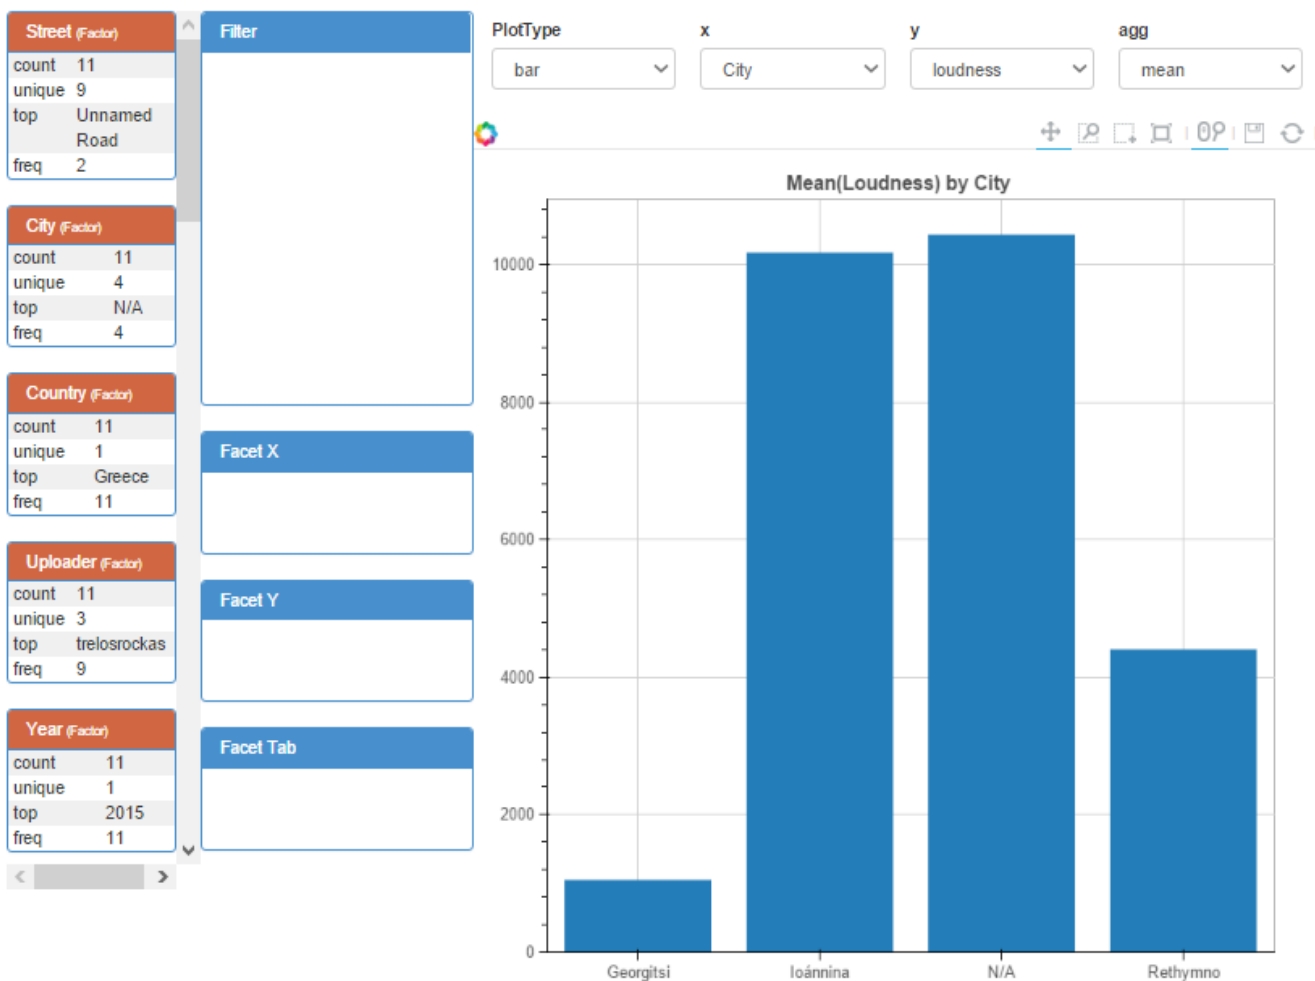 Street (Factor)
count 11
unique 9
top Unnamed
Road
freq 2
City (Factor)
count 11
unique 4
top N/A
freq 4
Country (Factor)
count 11
unique 1
top Greece
freq 11
Uploader (Factor)
count 11
unique 3
top trelosrockas
freq 9
Year (Factor)
count 11
unique 1
top 2015
freq 11
Filter
Facet X
Facet Y
Facet Tab
PlotType x y agg
bar City loudness mean
Mean(Loudness) by City
10000
8000
6000
4000
2000
0
Georgitsi Ioánnina N/A Rethymno